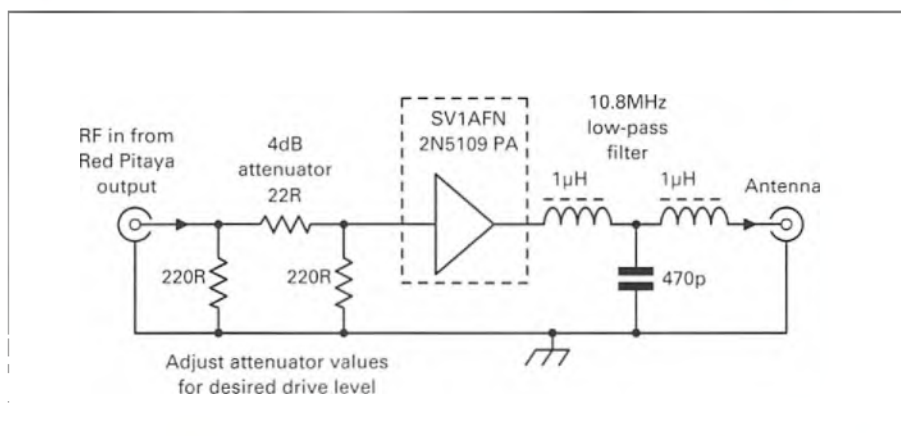 RF in from
Red Pitaya
output
4dB
attenuator
22R
220R
220R
SV1AFN
2N5109 PA
10.8MHz
low-pass
filter
1µH
1µH
Antenna
470p
Adjust attenuator values
for desired drive level